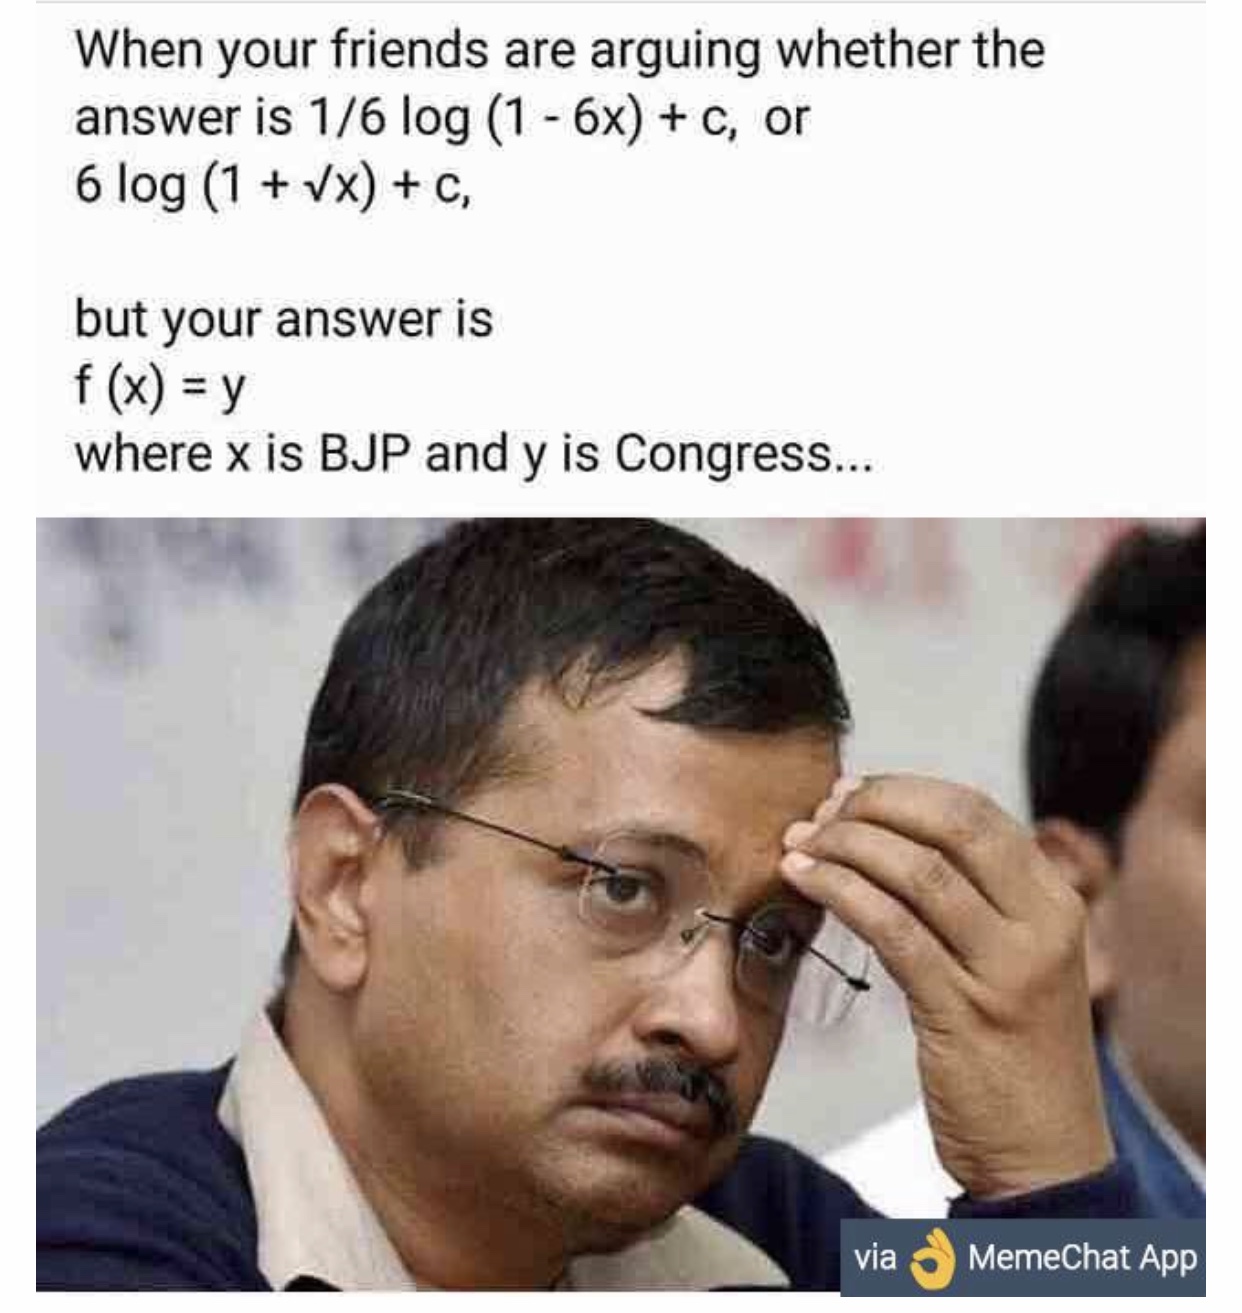 When your friends are arguing whether the
answer is 1/6 log (1 - 6x) + c, or
6 log (1 + √x) + c,
but your answer is
f (x) = y
where x is BJP and y is Congress...
via 👌 MemeChat App